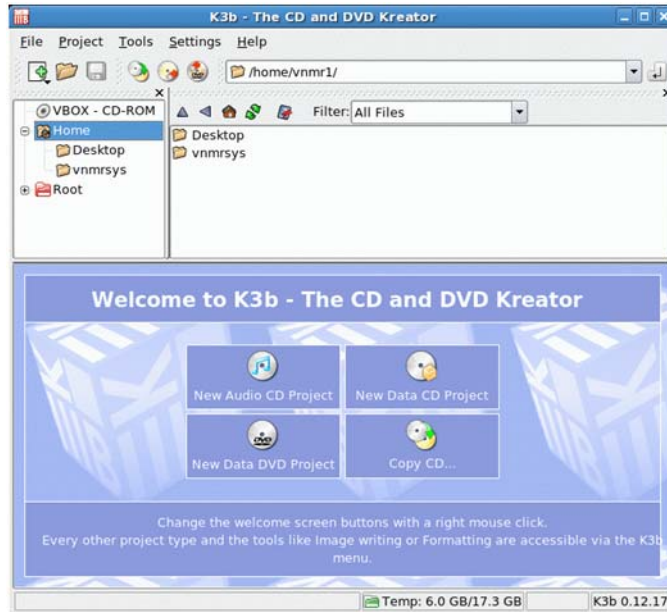 K3b - The CD and DVD Kreator
File Project Tools Settings Help
/home/vnmr1/
VBOX - CD-ROM
Filter: All Files
Home
Desktop
vnmrsys
Root
Desktop
vnmrsys
Welcome to K3b - The CD and DVD Kreator
New Audio CD Project New Data CD Project
New Data DVD Project Copy CD...
Change the welcome screen buttons with a right mouse click.
Every other project type and the tools like Image writing or Formatting are accessible via the K3b
menu.
Temp: 6.0 GB/17.3 GB K3b 0.12.17